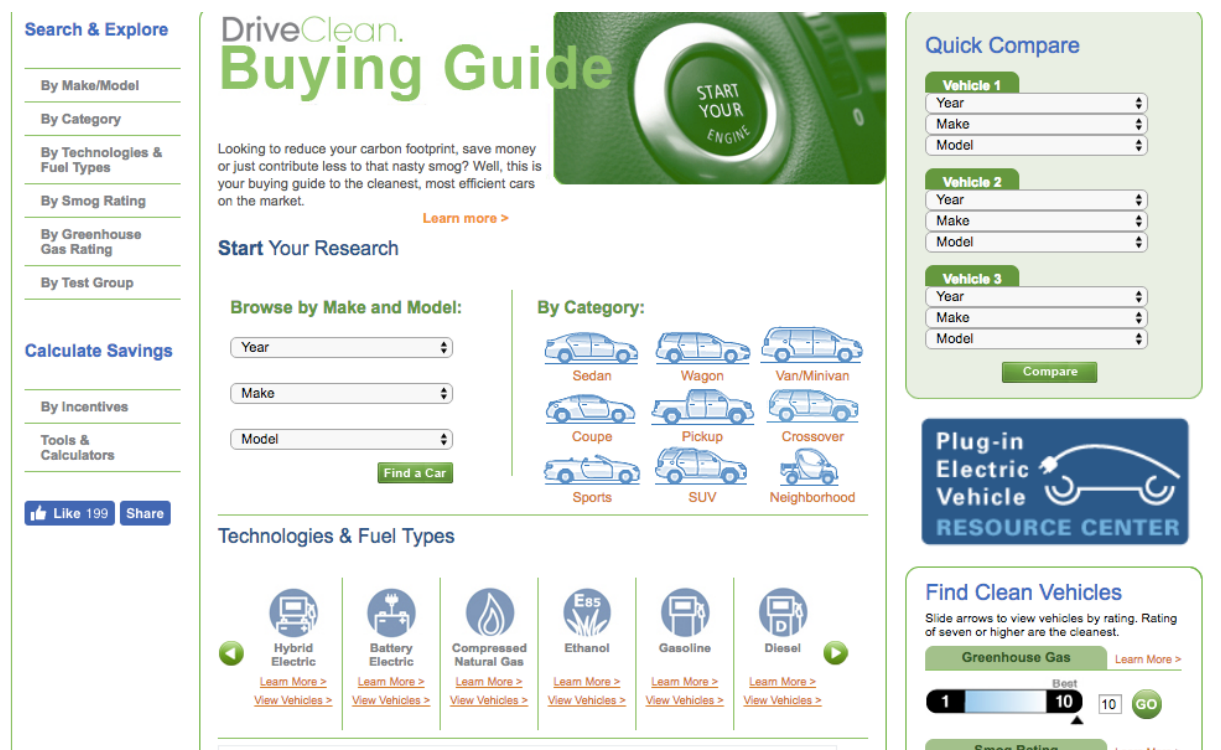 Search & Explore
By Make/Model
By Category
By Technologies &
Fuel Types
By Smog Rating
By Greenhouse
Gas Rating
By Test Group
Calculate Savings
By Incentives
Tools &
Calculators
Like 199 Share
DriveClean.
Buying Guide
START
YOUR
ENGINE
0
Looking to reduce your carbon footprint, save money
or just contribute less to that nasty smog? Well, this is
your buying guide to the cleanest, most efficient cars
on the market.
Learn more >
Start Your Research
Browse by Make and Model:
Year
Make
Model
Find a Car
By Category:
Sedan Wagon Van/Minivan
Coupe Pickup Crossover
Sports SUV Neighborhood
Technologies & Fuel Types
Hybrid
Electric
Learn More >
View Vehicles >
Battery
Electric
Learn More >
View Vehicles >
Compressed
Natural Gas
Learn More >
View Vehicles >
E85
Ethanol
Learn More >
View Vehicles >
Gasoline
Learn More >
View Vehicles >
D
Diesel
Learn More >
View Vehicles >
Quick Compare
Vehicle 1
Year
Make
Model
Vehicle 2
Year
Make
Model
Vehicle 3
Year
Make
Model
Compare
Plug-in
Electric
Vehicle
RESOURCE CENTER
Find Clean Vehicles
Slide arrows to view vehicles by rating. Rating
of seven or higher are the cleanest.
Greenhouse Gas Learn More >
Best
1 10 10 GO
Smog Rating